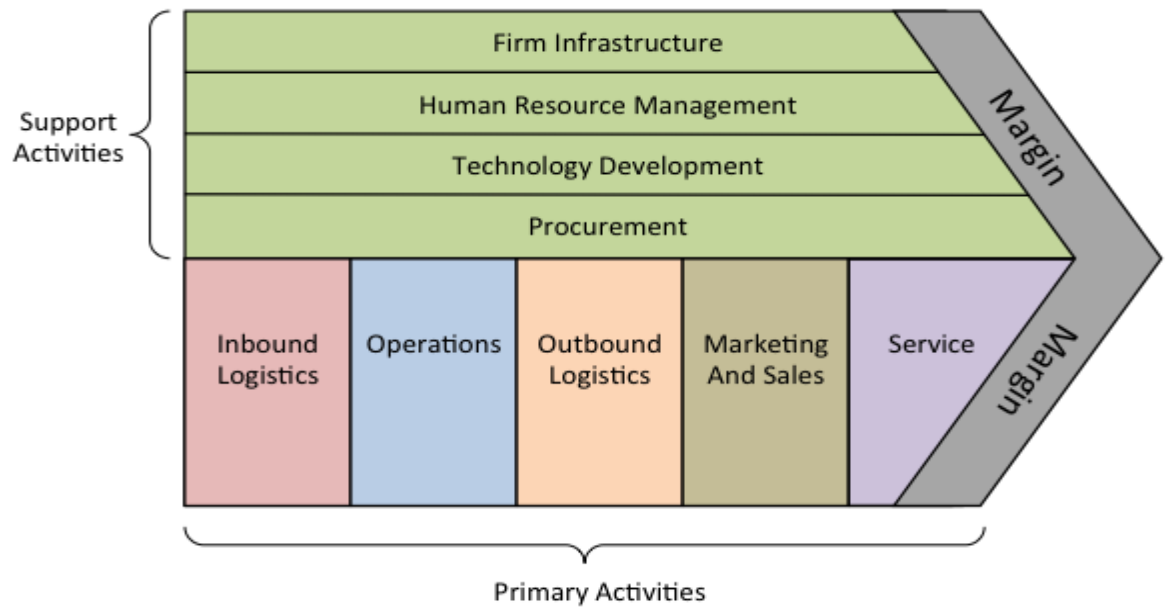 Firm Infrastructure
Human Resource Management
Technology Development
Procurement
Support
Activities
Margin
Inbound
Logistics
Operations
Outbound
Logistics
Marketing
And Sales
Service
Margin
Primary Activities